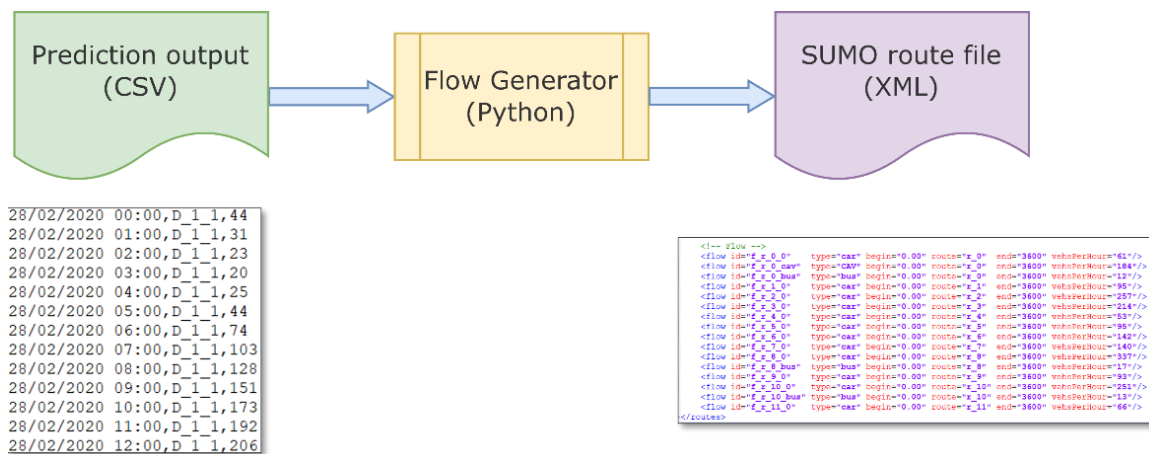 Prediction output
(CSV)
Flow Generator
(Python)
SUMO route file
(XML)
28/02/2020 00:00,D_1_1,44
28/02/2020 01:00,D_1_1,31
28/02/2020 02:00,D_1_1,23
28/02/2020 03:00,D_1_1,20
28/02/2020 04:00,D_1_1,25
28/02/2020 05:00,D_1_1,44
28/02/2020 06:00,D_1_1,74
28/02/2020 07:00,D_1_1,103
28/02/2020 08:00,D_1_1,128
28/02/2020 09:00,D_1_1,151
28/02/2020 10:00,D_1_1,173
28/02/2020 11:00,D_1_1,192
28/02/2020 12:00,D_1_1,206
<!-- Flow -->
<flow id="f_r_0_0" type="car" begin="0.00" route="r_0" end="3600" vehsPerHour="61"/>
<flow id="f_r_0_cav" type="CAV" begin="0.00" route="r_0" end="3600" vehsPerHour="184"/>
<flow id="f_r_0_bus" type="bus" begin="0.00" route="r_0" end="3600" vehsPerHour="12"/>
<flow id="f_r_1_0" type="car" begin="0.00" route="r_1" end="3600" vehsPerHour="95"/>
<flow id="f_r_2_0" type="car" begin="0.00" route="r_2" end="3600" vehsPerHour="257"/>
<flow id="f_r_3_0" type="car" begin="0.00" route="r_3" end="3600" vehsPerHour="214"/>
<flow id="f_r_4_0" type="car" begin="0.00" route="r_4" end="3600" vehsPerHour="53"/>
<flow id="f_r_5_0" type="car" begin="0.00" route="r_5" end="3600" vehsPerHour="95"/>
<flow id="f_r_6_0" type="car" begin="0.00" route="r_6" end="3600" vehsPerHour="142"/>
<flow id="f_r_7_0" type="car" begin="0.00" route="r_7" end="3600" vehsPerHour="140"/>
<flow id="f_r_8_0" type="car" begin="0.00" route="r_8" end="3600" vehsPerHour="337"/>
<flow id="f_r_8_bus" type="bus" begin="0.00" route="r_8" end="3600" vehsPerHour="17"/>
<flow id="f_r_9_0" type="car" begin="0.00" route="r_9" end="3600" vehsPerHour="93"/>
<flow id="f_r_10_0" type="car" begin="0.00" route="r_10" end="3600" vehsPerHour="251"/>
<flow id="f_r_10_bus" type="bus" begin="0.00" route="r_10" end="3600" vehsPerHour="13"/>
<flow id="f_r_11_0" type="car" begin="0.00" route="r_11" end="3600" vehsPerHour="66"/>
</routes>